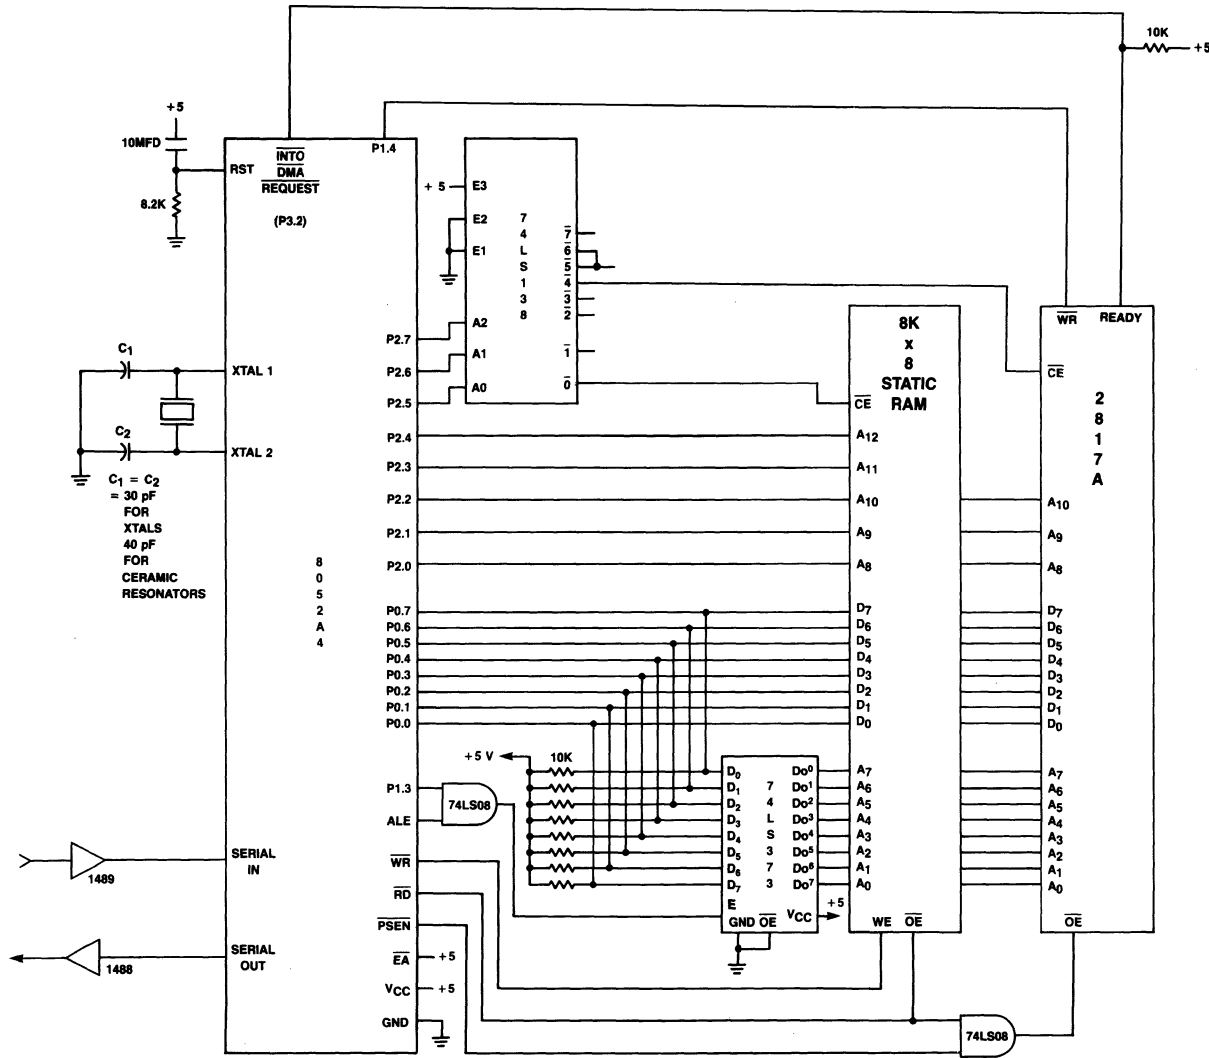 10K
+5
+5
10MFD
RST
8.2K
INTO
DMA
REQUEST
(P3.2)
P1.4
+ 5
E3
E2
E1
A2
A1
A0
7
4
L
S
1
3
8
7
6
5
4
3
2
1
0
P2.7
P2.6
P2.5
P2.4
P2.3
P2.2
P2.1
P2.0
P0.7
P0.6
P0.5
P0.4
P0.3
P0.2
P0.1
P0.0
C1
XTAL 1
C2
XTAL 2
C1 = C2
= 30 pF
FOR
XTALS
40 pF
FOR
CERAMIC
RESONATORS
8
0
5
2
A
4
8K
x
8
STATIC
RAM
CE
A12
A11
A10
A9
A8
D7
D6
D5
D4
D3
D2
D1
D0
A7
A6
A5
A4
A3
A2
A1
A0
WE
OE
WR
READY
CE
2
8
1
7
A
A10
A9
A8
D7
D6
D5
D4
D3
D2
D1
D0
A7
A6
A5
A4
A3
A2
A1
A0
OE
+5 V
10K
D0
D1
D2
D3
D4
D5
D6
D7
7
4
L
S
3
7
3
Do0
Do1
Do2
Do3
Do4
Do5
Do6
Do7
E
GND
OE
VCC
+5
P1.3
ALE
74LS08
WR
RD
PSEN
EA
+5
VCC
+5
GND
SERIAL
IN
1489
SERIAL
OUT
1488
74LS08